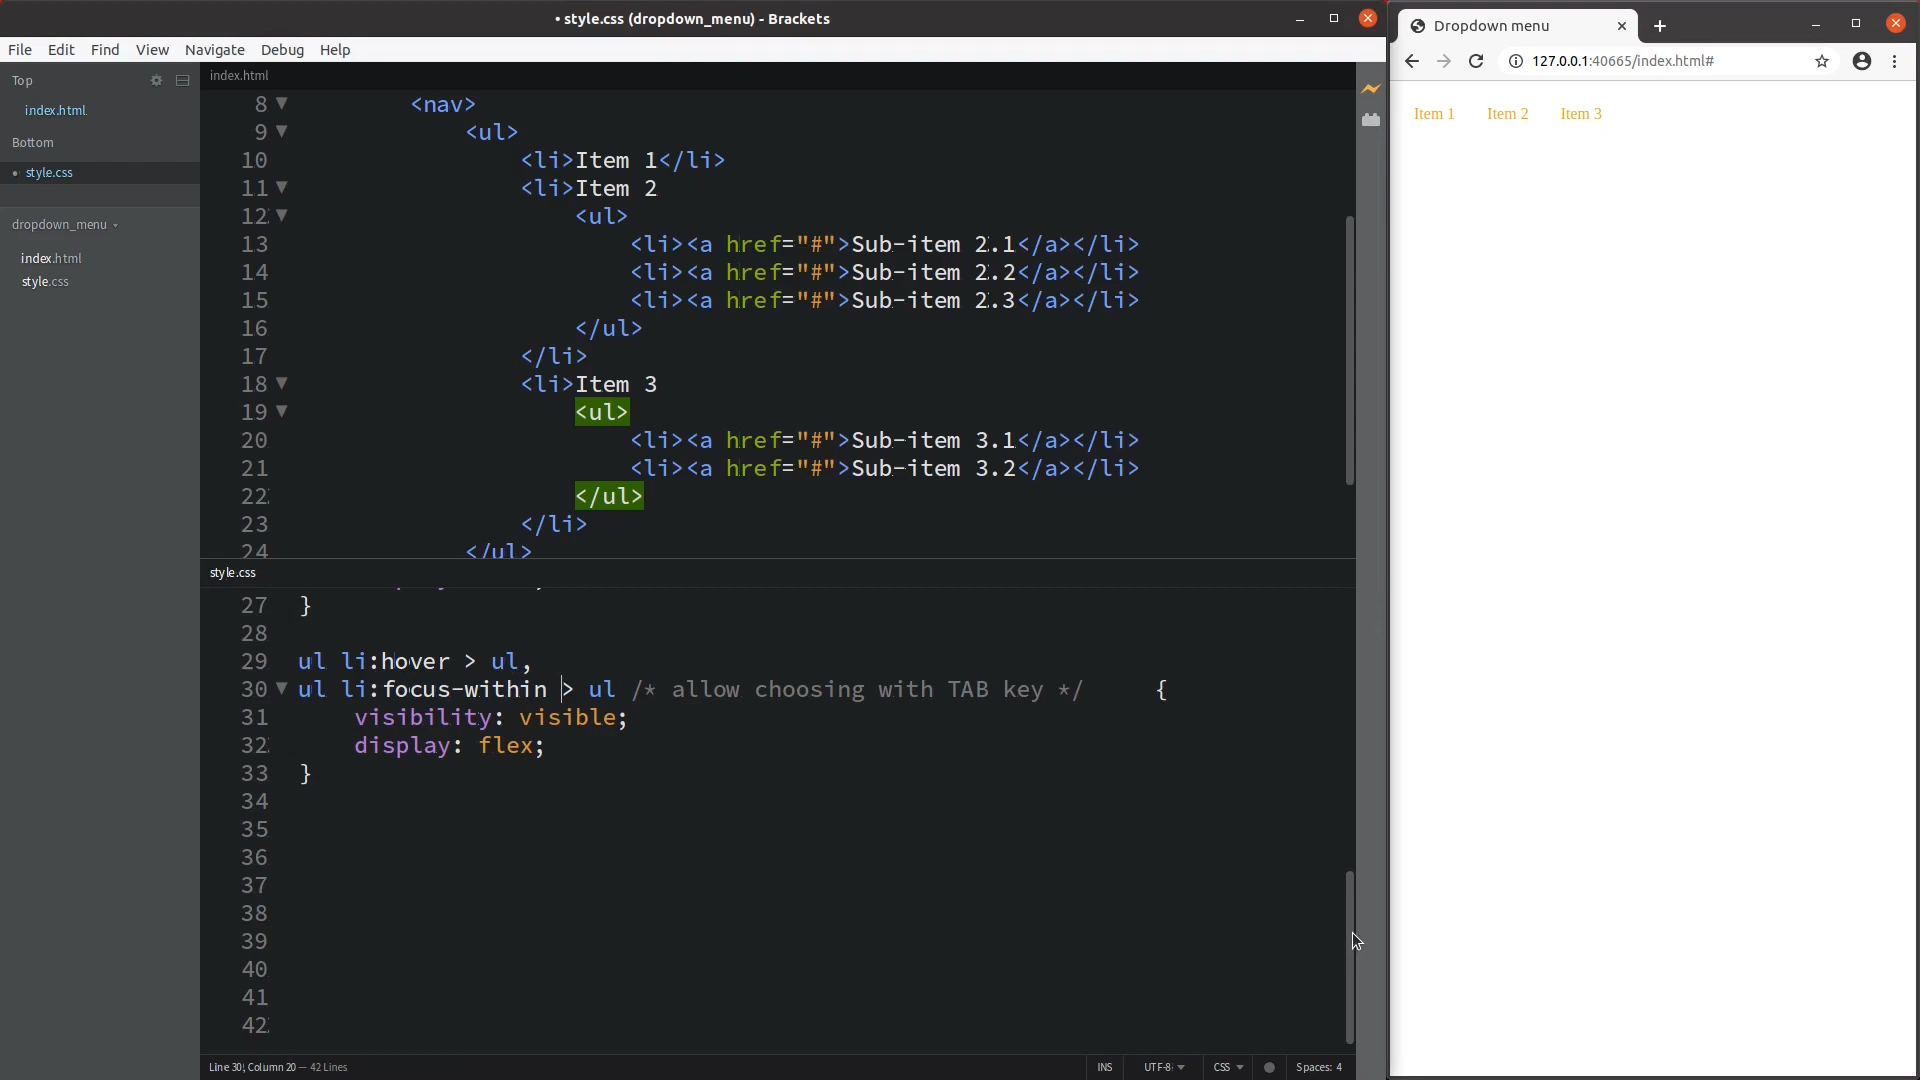 • style.css (dropdown_menu) - Brackets
File Edit Find View Navigate Debug Help
Top
index.html
Bottom
• style.css
dropdown_menu
index.html
style.css
index.html
8 <nav>
9 <ul>
10 <li>Item 1</li>
11 <li>Item 2
12 <ul>
13 <li><a href="#">Sub-item 2.1</a></li>
14 <li><a href="#">Sub-item 2.2</a></li>
15 <li><a href="#">Sub-item 2.3</a></li>
16 </ul>
17 </li>
18 <li>Item 3
19 <ul>
20 <li><a href="#">Sub-item 3.1</a></li>
21 <li><a href="#">Sub-item 3.2</a></li>
22 </ul>
23 </li>
24 </ul>
style.css
27 }
28
29 ul li:hover > ul,
30 ul li:focus-within > ul /* allow choosing with TAB key */ {
31 visibility: visible;
32 display: flex;
33 }
34
35
36
37
38
39
40
41
42
Line 30, Column 20 — 42 Lines
INS UTF-8 CSS Spaces: 4
Dropdown menu
127.0.0.1:40665/index.html#
Item 1 Item 2 Item 3